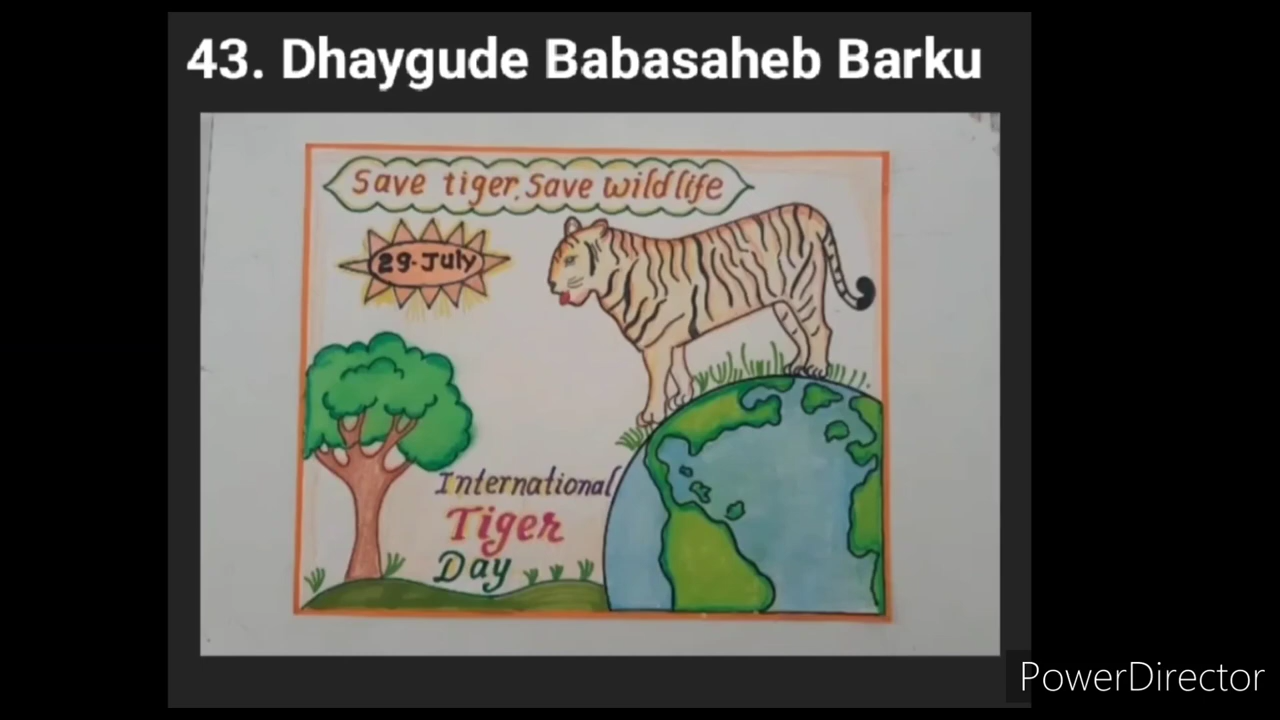 43. Dhaygude Babasaheb Barku
Save tiger, Save wildlife
29-July
International
Tiger
Day
PowerDirector